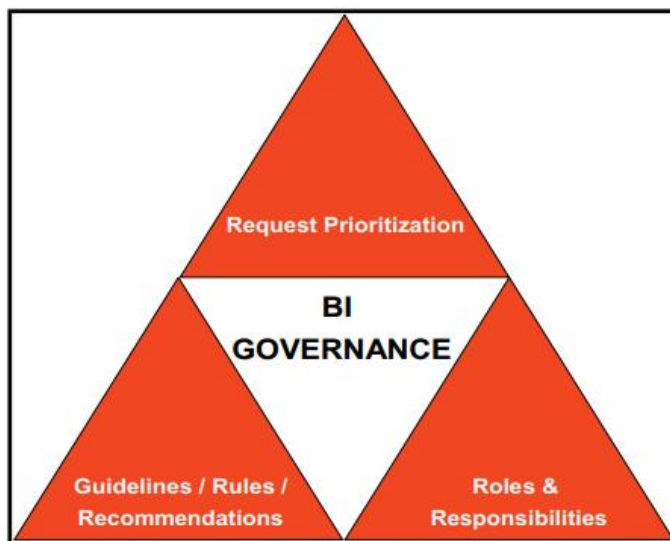 Request Prioritization
BI
GOVERNANCE
Guidelines / Rules /
Recommendations
Roles &
Responsibilities